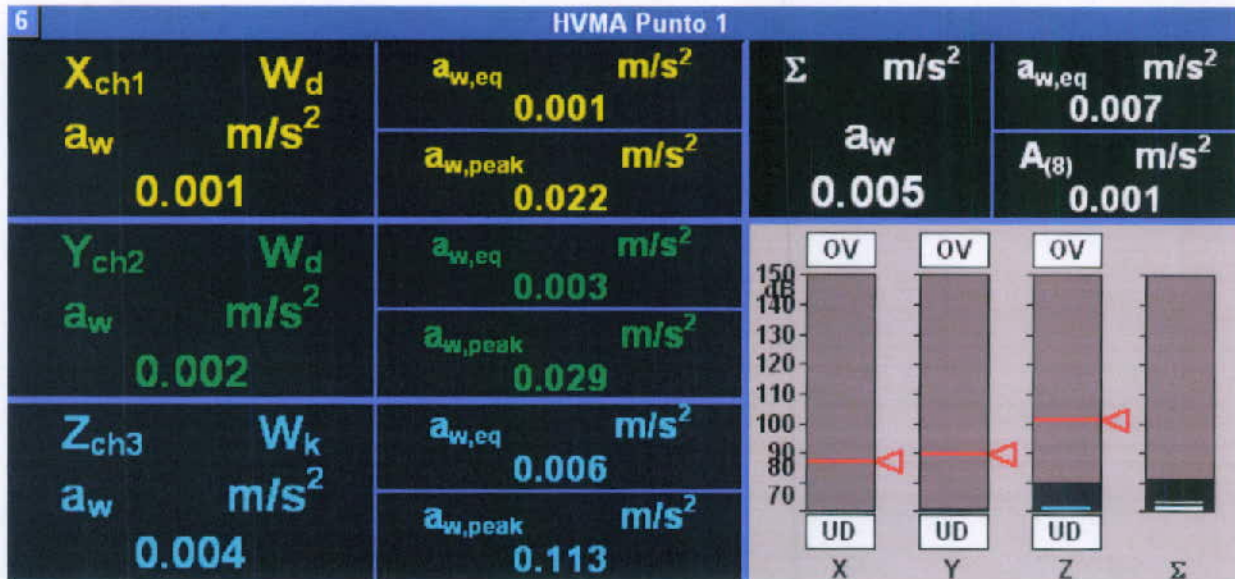 6 HVMA Punto 1
Xch1 Wd
aw m/s²
0.001
aw,eq m/s²
0.001
aw,peak m/s²
0.022
Σ m/s²
aw
0.005
aw,eq m/s²
0.007
A(8) m/s²
0.001
Ych2 Wd
aw m/s²
0.002
aw,eq m/s²
0.003
aw,peak m/s²
0.029
Zch3 Wk
aw m/s²
0.004
aw,eq m/s²
0.006
aw,peak m/s²
0.113
OV OV OV
150
dB
140
130
120
110
100
90
80
70
UD UD UD
X Y Z Σ